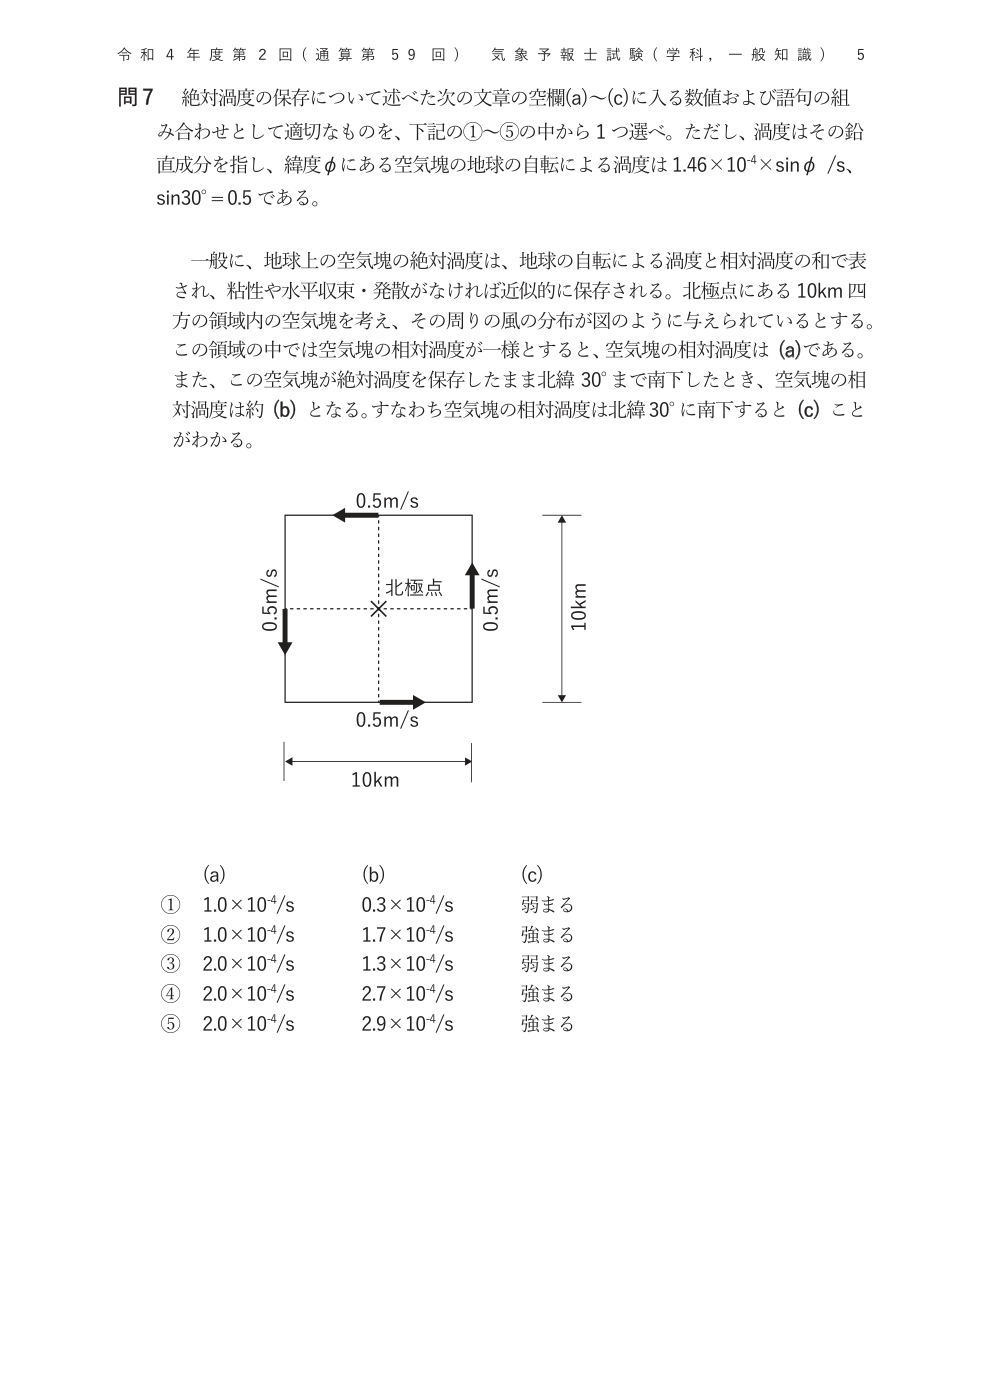 令和4年度第2回(通算第59回) 気象予報士試験(学科, 一般知識) 5
問7 絶対渦度の保存について述べた次の文章の空欄(a)～(c)に入る数値および語句の組
み合わせとして適切なものを、下記の①～⑤の中から1つ選べ。ただし、渦度はその鉛
直成分を指し、緯度φにある空気塊の地球の自転による渦度は1.46×10⁻⁴×sinφ /s、
sin30°＝0.5である。
一般に、地球上の空気塊の絶対渦度は、地球の自転による渦度と相対渦度の和で表
され、粘性や水平収束・発散がなければ近似的に保存される。北極点にある10km四
方の領域内の空気塊を考え、その周りの風の分布が図のように与えられているとする。
この領域の中では空気塊の相対渦度が一様とすると、空気塊の相対渦度は (a)である。
また、この空気塊が絶対渦度を保存したまま北緯30°まで南下したとき、空気塊の相
対渦度は約 (b) となる。すなわち空気塊の相対渦度は北緯30°に南下すると (c) こと
がわかる。
0.5m/s
0.5m/s
北極点
0.5m/s
10km
0.5m/s
10km
(a) (b) (c)
① 1.0×10⁻⁴/s 0.3×10⁻⁴/s 弱まる
② 1.0×10⁻⁴/s 1.7×10⁻⁴/s 強まる
③ 2.0×10⁻⁴/s 1.3×10⁻⁴/s 弱まる
④ 2.0×10⁻⁴/s 2.7×10⁻⁴/s 強まる
⑤ 2.0×10⁻⁴/s 2.9×10⁻⁴/s 強まる